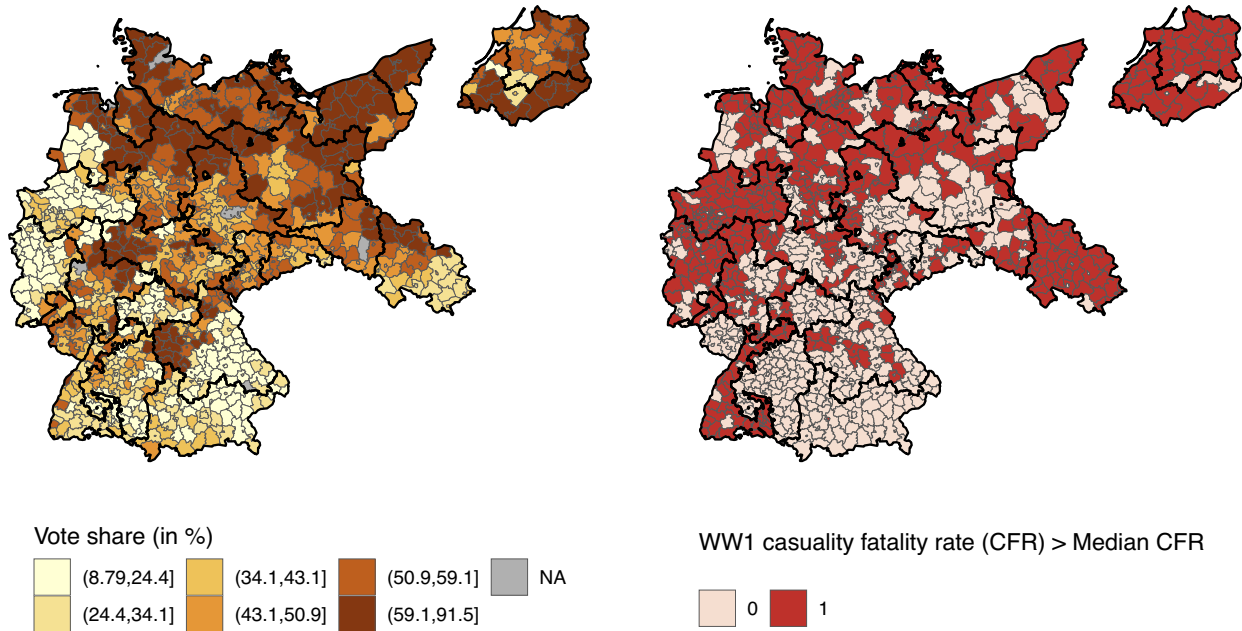 Vote share (in %)
(8.79,24.4] (34.1,43.1] (50.9,59.1] NA
(24.4,34.1] (43.1,50.9] (59.1,91.5]
WW1 casuality fatality rate (CFR) > Median CFR
0 1